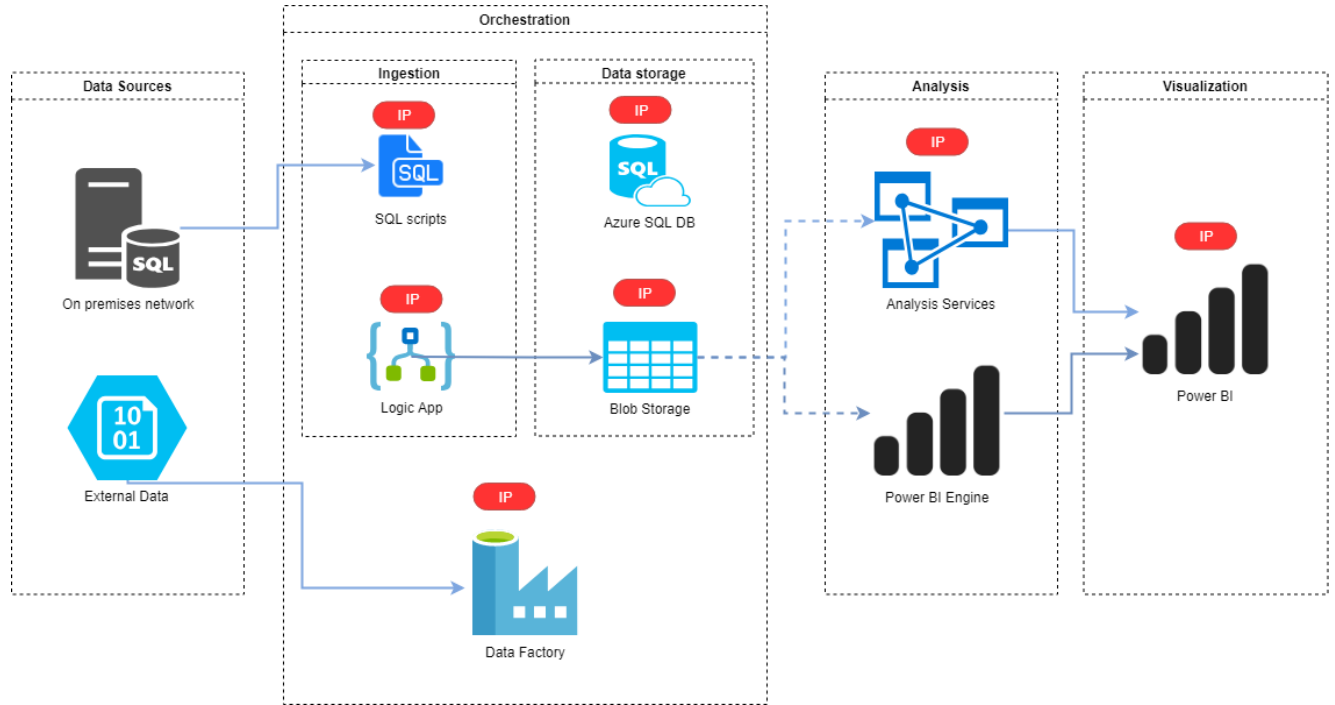 Orchestration
Data Sources
Ingestion
Data storage
Analysis
Visualization
IP
SQL
SQL scripts
IP
SQL
Azure SQL DB
IP
Analysis Services
IP
Power BI
SQL
On premises network
IP
Logic App
IP
Blob Storage
10
01
External Data
Power BI Engine
IP
Data Factory